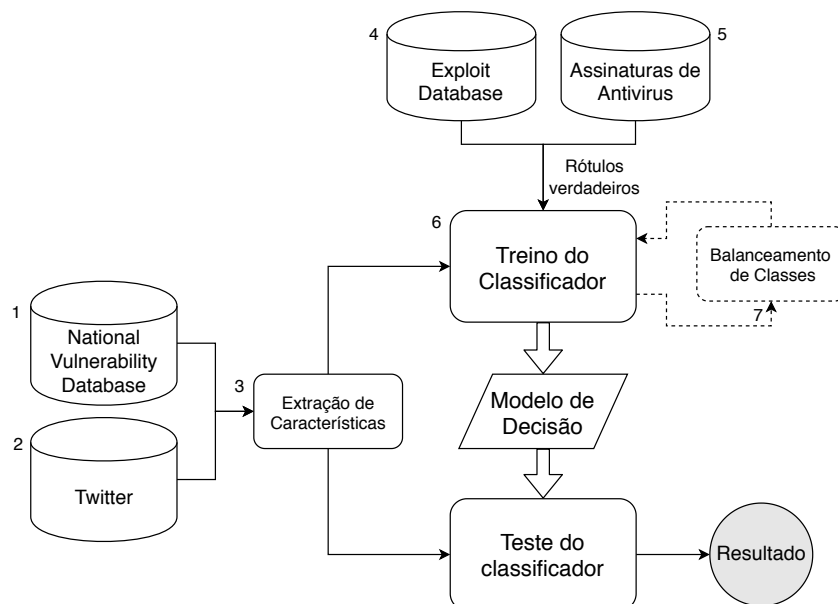 4
Exploit
Database
5
Assinaturas de
Antivirus
Rótulos
verdadeiros
6
Treino do
Classificador
Balanceamento
de Classes
7
1
National
Vulnerability
Database
2
Twitter
3
Extração de
Características
Modelo de
Decisão
Teste do
classificador
Resultado